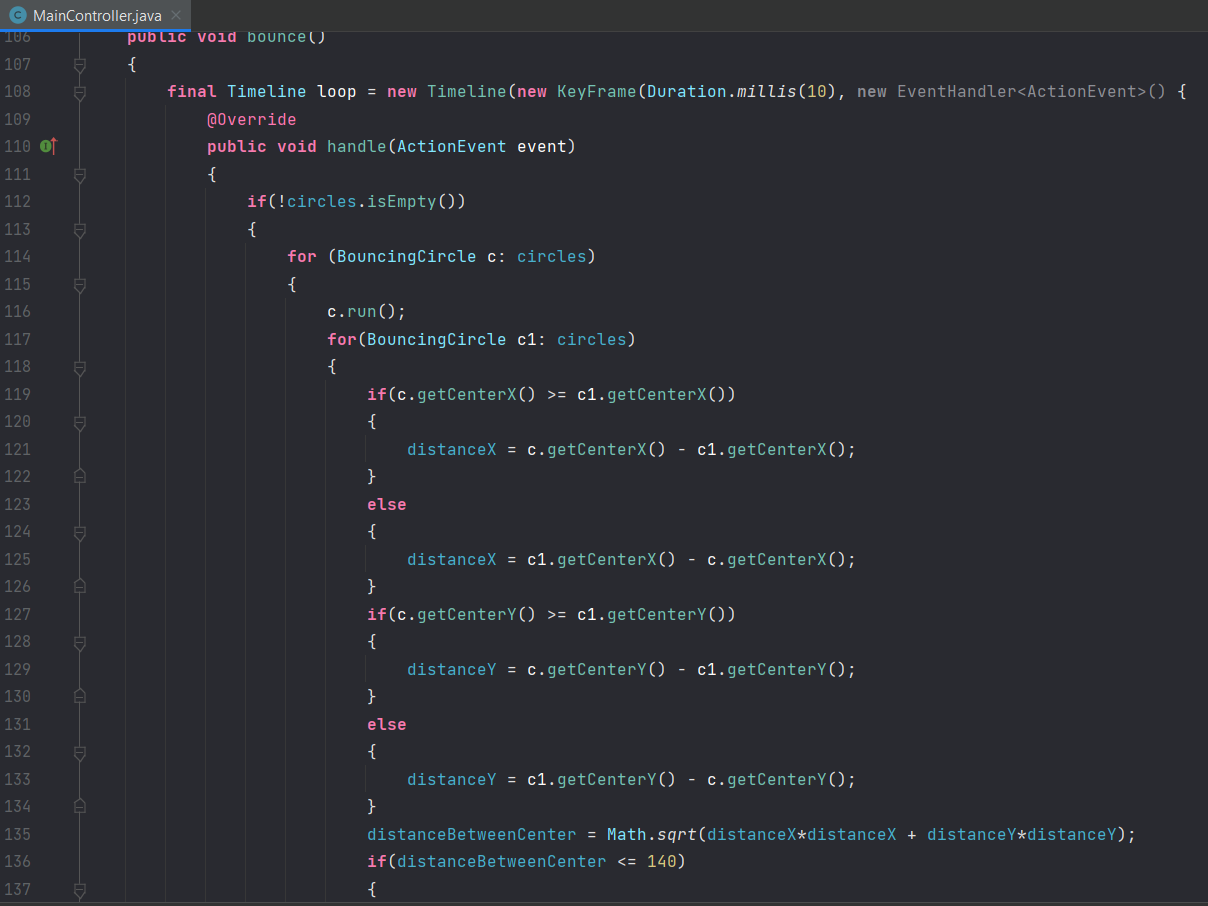 MainController.java
106 public void bounce()
107 {
108 final Timeline loop = new Timeline(new KeyFrame(Duration.millis(10), new EventHandler<ActionEvent>() {
109 @Override
110 public void handle(ActionEvent event)
111 {
112 if(!circles.isEmpty())
113 {
114 for (BouncingCircle c: circles)
115 {
116 c.run();
117 for(BouncingCircle c1: circles)
118 {
119 if(c.getCenterX() >= c1.getCenterX())
120 {
121 distanceX = c.getCenterX() - c1.getCenterX();
122 }
123 else
124 {
125 distanceX = c1.getCenterX() - c.getCenterX();
126 }
127 if(c.getCenterY() >= c1.getCenterY())
128 {
129 distanceY = c.getCenterY() - c1.getCenterY();
130 }
131 else
132 {
133 distanceY = c1.getCenterY() - c.getCenterY();
134 }
135 distanceBetweenCenter = Math.sqrt(distanceX*distanceX + distanceY*distanceY);
136 if(distanceBetweenCenter <= 140)
137 {